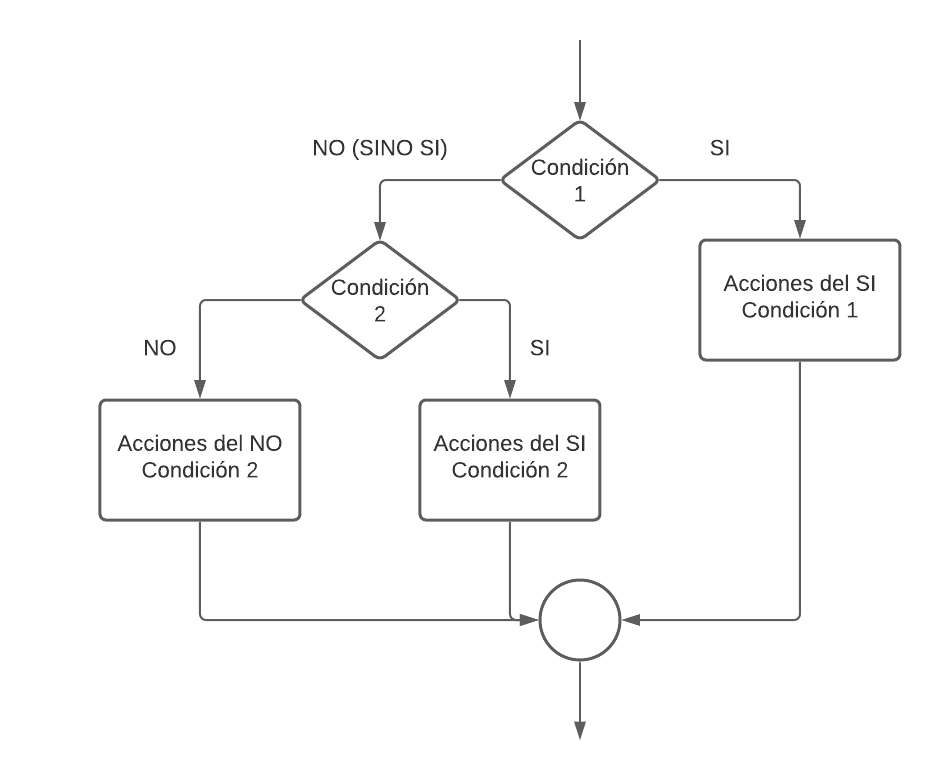 NO (SINO SI)
SI
Condición
1
Condición
2
Acciones del SI
Condición 1
NO
SI
Acciones del NO
Condición 2
Acciones del SI
Condición 2